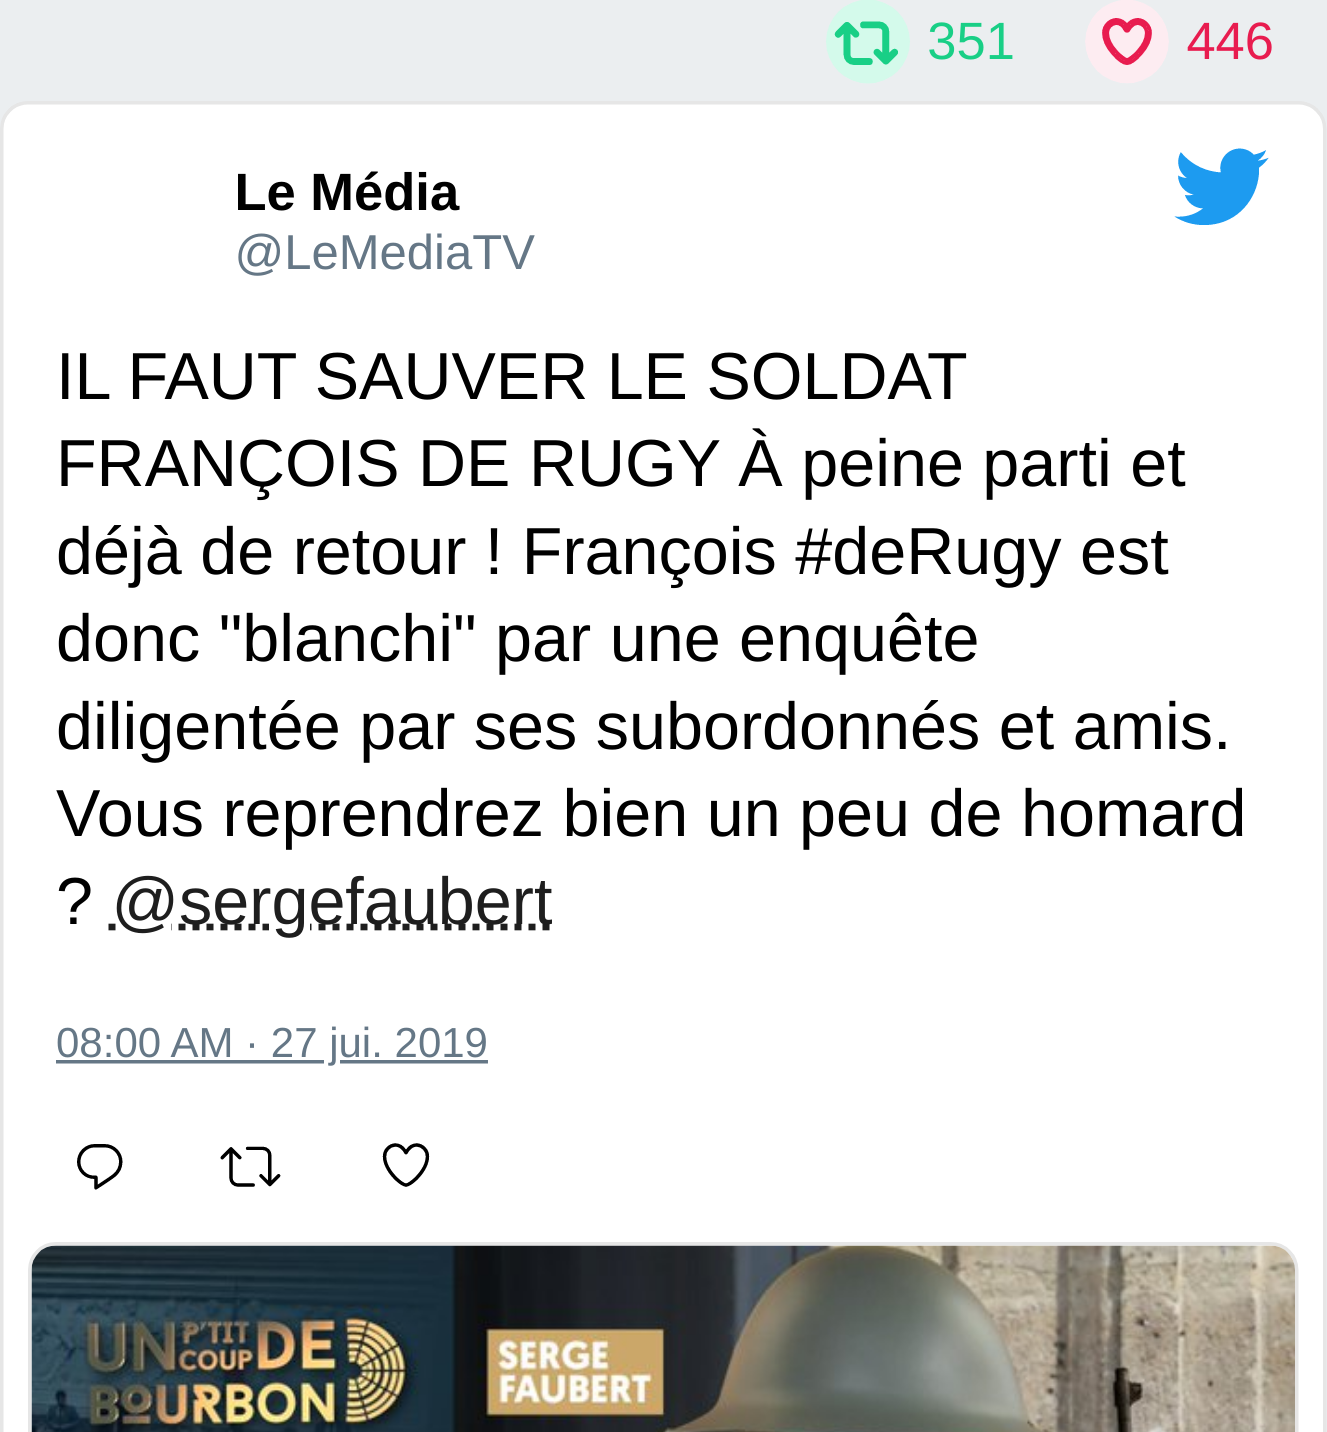 351 446
Le Média
@LeMediaTV
IL FAUT SAUVER LE SOLDAT
FRANÇOIS DE RUGY À peine parti et
déjà de retour ! François #deRugy est
donc "blanchi" par une enquête
diligentée par ses subordonnés et amis.
Vous reprendrez bien un peu de homard
? @sergefaubert
08:00 AM · 27 jui. 2019
UN P'TIT COUP DE
BOURBON
SERGE
FAUBERT